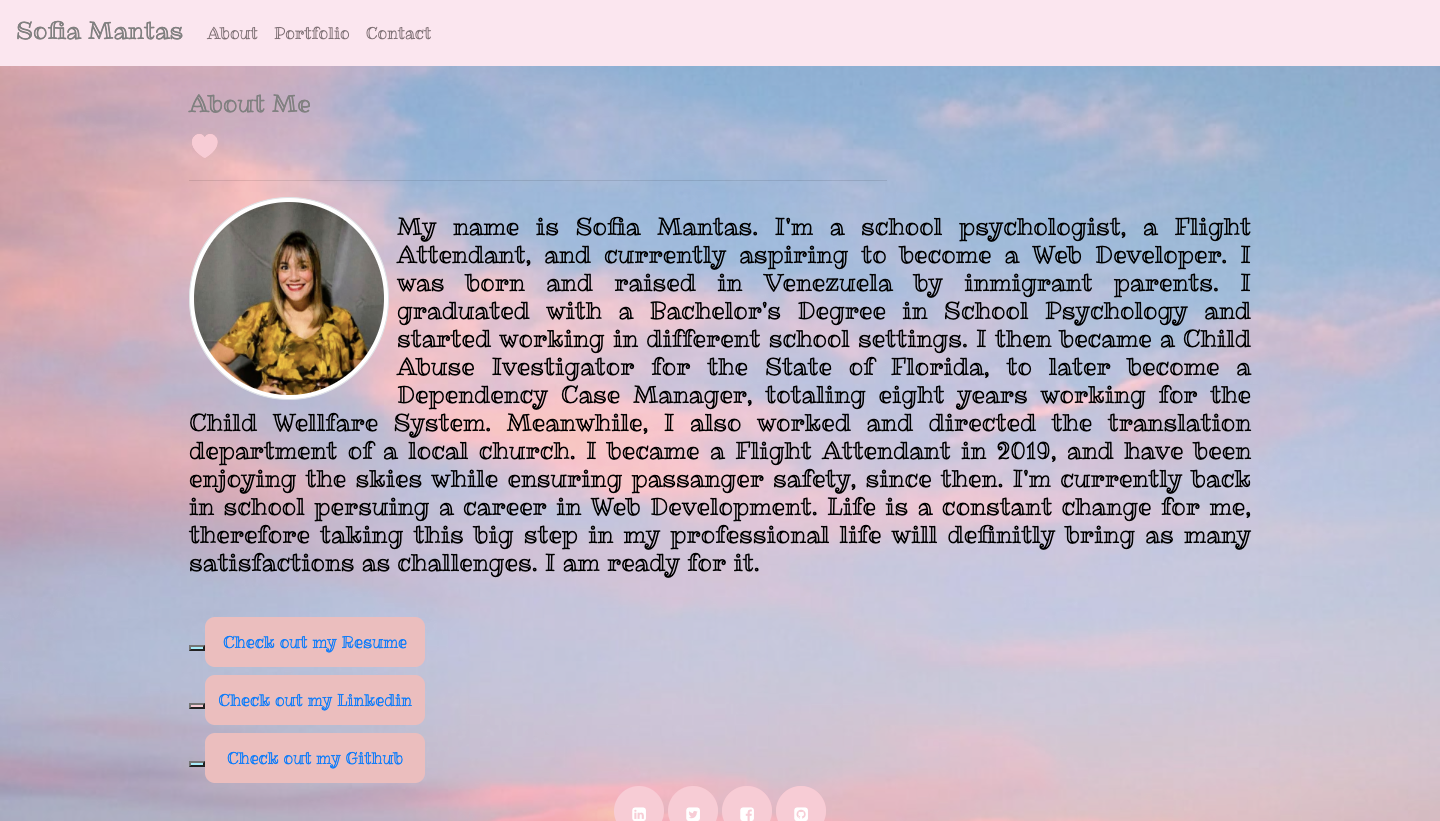 Sofia Mantas
About
Portfolio
Contact
About Me
My name is Sofia Mantas. I'm a school psychologist, a Flight
Attendant, and currently aspiring to become a Web Developer. I
was born and raised in Venezuela by inmigrant parents. I
graduated with a Bachelor's Degree in School Psychology and
started working in different school settings. I then became a Child
Abuse Ivestigator for the State of Florida, to later become a
Dependency Case Manager, totaling eight years working for the
Child Wellfare System. Meanwhile, I also worked and directed the translation
department of a local church. I became a Flight Attendant in 2019, and have been
enjoying the skies while ensuring passanger safety, since then. I'm currently back
in school persuing a career in Web Development. Life is a constant change for me,
therefore taking this big step in my professional life will definitly bring as many
satisfactions as challenges. I am ready for it.
Check out my Resume
Check out my Linkedin
Check out my Github